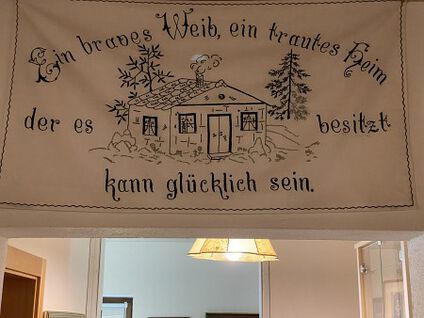 Ein braves Weib, ein trautes Heim
der es besitzt
kann glücklich sein.